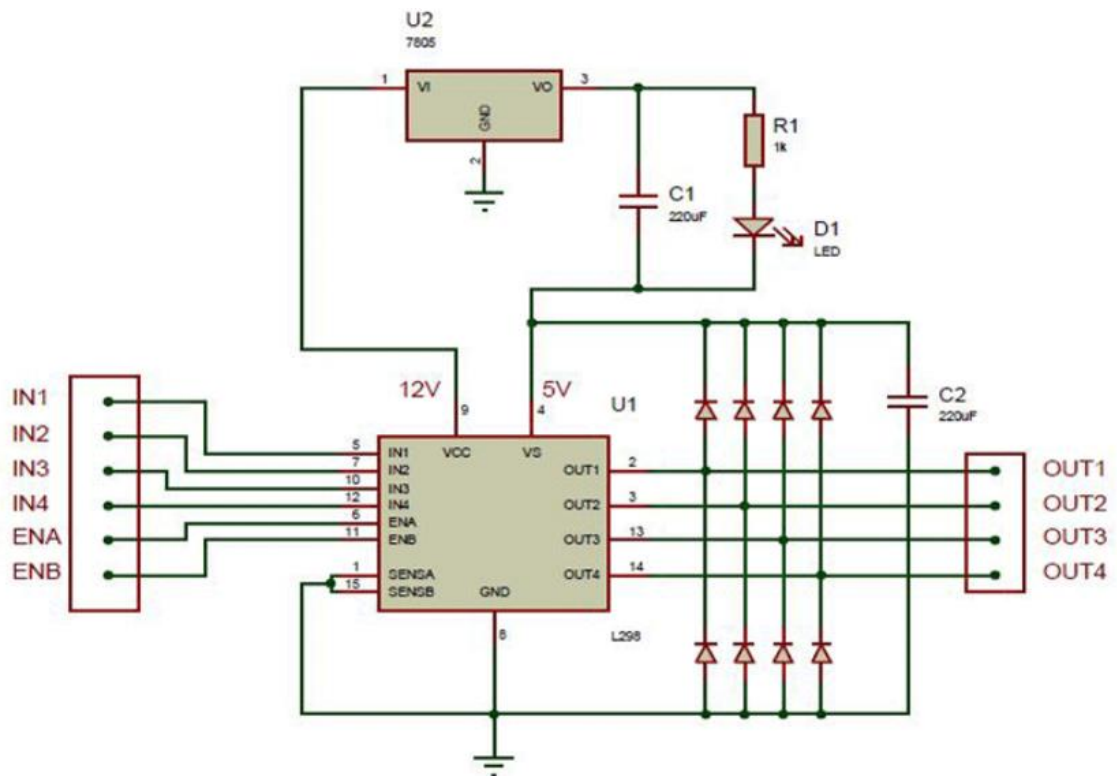 U2
7805
1
VI
VO
3
GND
2
R1
1k
C1
220uF
D1
LED
12V
5V
9
4
U1
C2
220uF
IN1
IN2
IN3
IN4
ENA
ENB
5
7
10
12
6
11
1
15
IN1
IN2
IN3
IN4
ENA
ENB
SENSA
SENSB
VCC
VS
GND
8
OUT1
OUT2
OUT3
OUT4
2
3
13
14
L298
OUT1
OUT2
OUT3
OUT4